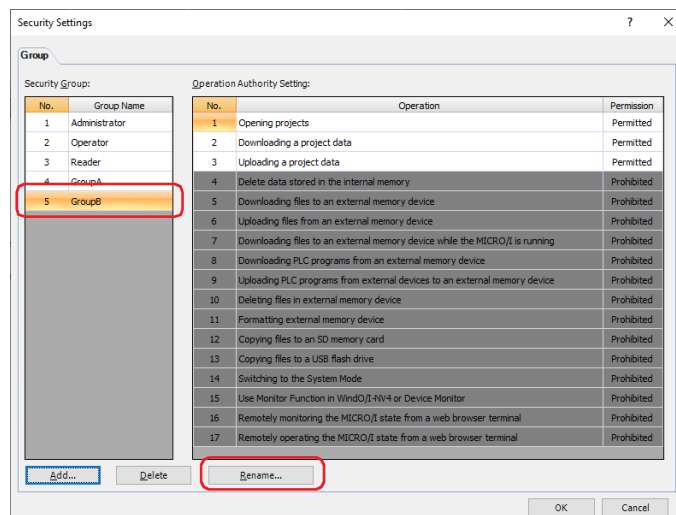 Security Settings
? ×
Group
Security Group:
Operation Authority Setting:
No. Group Name
1 Administrator
2 Operator
3 Reader
4 GroupA
5 GroupB
No. Operation Permission
1 Opening projects Permitted
2 Downloading a project data Permitted
3 Uploading a project data Permitted
4 Delete data stored in the internal memory Prohibited
5 Downloading files to an external memory device Prohibited
6 Uploading files from an external memory device Prohibited
7 Downloading files to an external memory device while the MICRO/I is running Prohibited
8 Downloading PLC programs from an external memory device Prohibited
9 Uploading PLC programs from external devices to an external memory device Prohibited
10 Deleting files in external memory device Prohibited
11 Formatting external memory device Prohibited
12 Copying files to an SD memory card Prohibited
13 Copying files to a USB flash drive Prohibited
14 Switching to the System Mode Prohibited
15 Use Monitor Function in WindO/I-NV4 or Device Monitor Prohibited
16 Remotely monitoring the MICRO/I state from a web browser terminal Prohibited
17 Remotely operating the MICRO/I state from a web browser terminal Prohibited
Add... Delete Rename...
OK Cancel